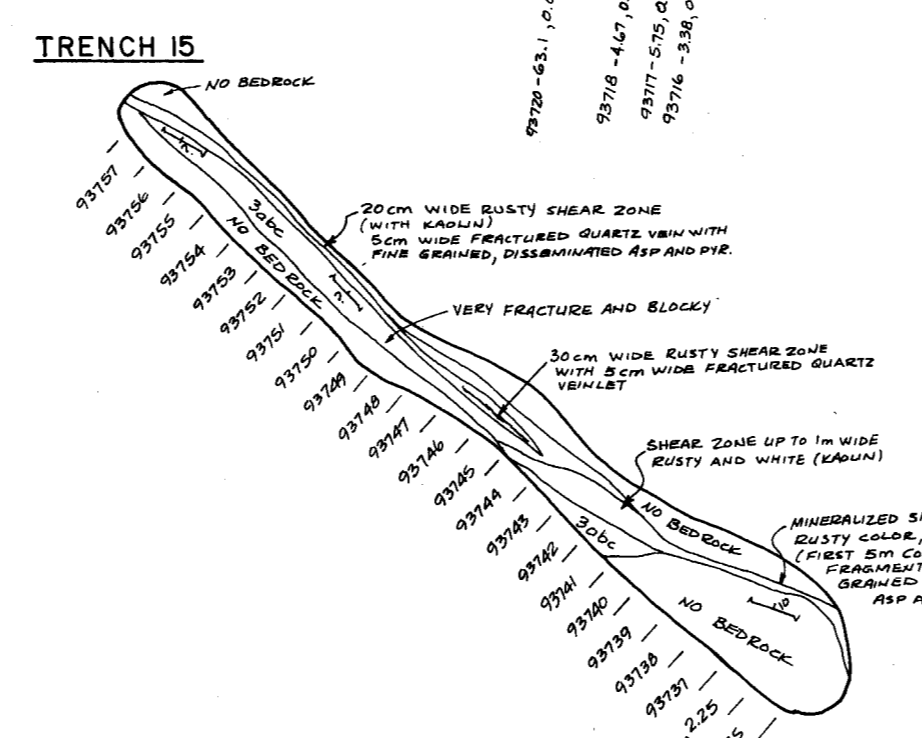 TRENCH 15
93720 - 63.1, 0.
93718 - 4.67, 0.
93717 - 5.75, 0
93716 - 3.38, 0
NO BEDROCK
20cm WIDE RUSTY SHEAR ZONE
(WITH KAOLIN)
5cm WIDE FRACTURED QUARTZ VEIN WITH
FINE GRAINED, DISSEMINATED ASP AND PYR.
3abc
NO BEDROCK
?
VERY FRACTURE AND BLOCKY
30cm WIDE RUSTY SHEAR ZONE
WITH 5cm WIDE FRACTURED QUARTZ
VEINLET
SHEAR ZONE UP TO 1m WIDE
RUSTY AND WHITE (KAOLIN)
NO BEDROCK
3abc
MINERALIZED S
RUSTY COLOR,
(FIRST 5m CO
FRAGMENT
GRAINED
ASP A
NO BEDROCK
93757
93756
93755
93754
93753
93752
93751
93750
93749
93748
93747
93746
93745
93744
93743
93742
93741
93740
93739
93738
93737
2.25